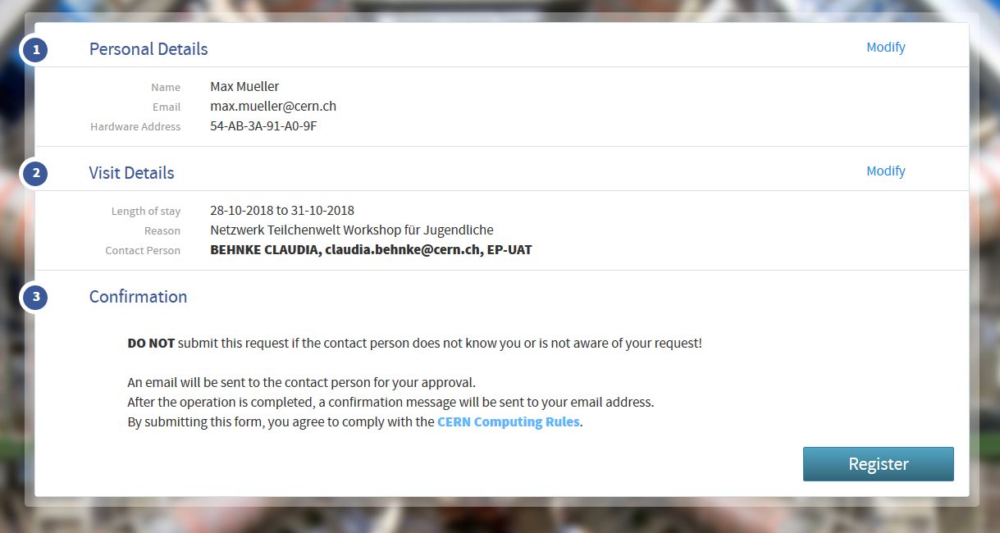 1 Personal Details Modify
Name Max Mueller
Email max.mueller@cern.ch
Hardware Address 54-AB-3A-91-A0-9F
2 Visit Details Modify
Length of stay 28-10-2018 to 31-10-2018
Reason Netzwerk Teilchenwelt Workshop für Jugendliche
Contact Person BEHNKE CLAUDIA, claudia.behnke@cern.ch, EP-UAT
3 Confirmation
DO NOT submit this request if the contact person does not know you or is not aware of your request!
An email will be sent to the contact person for your approval.
After the operation is completed, a confirmation message will be sent to your email address.
By submitting this form, you agree to comply with the CERN Computing Rules.
Register